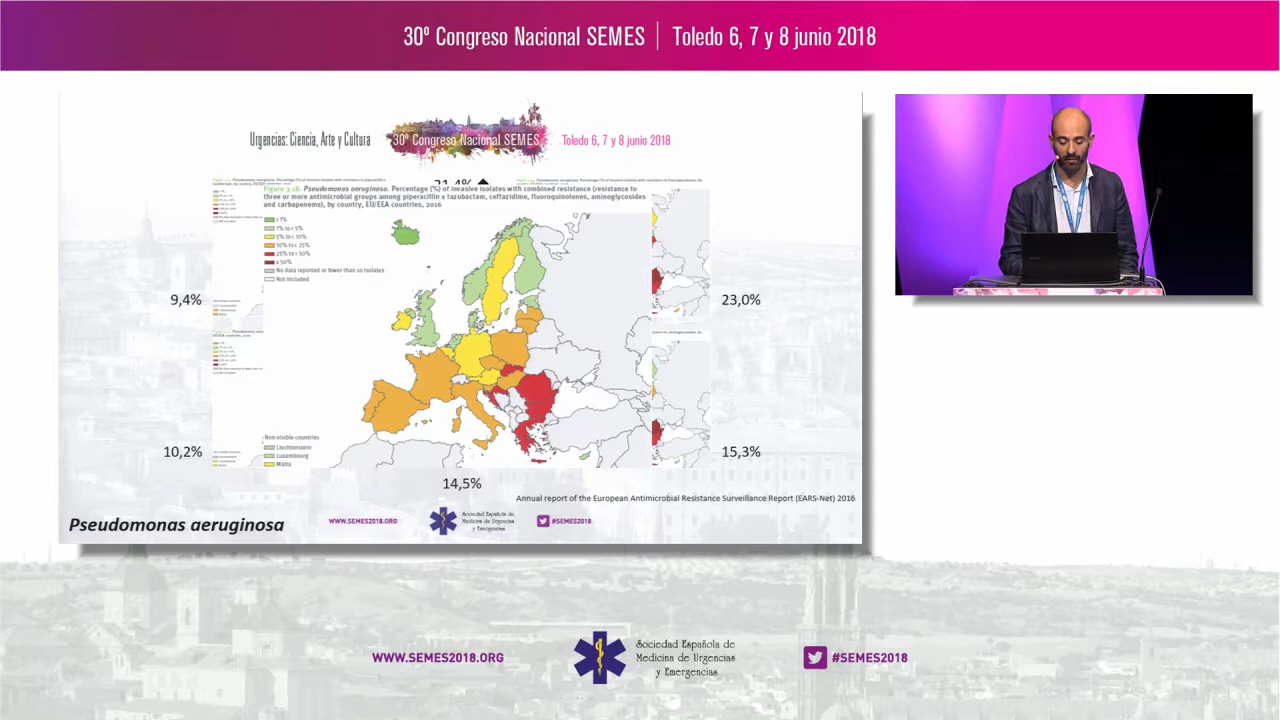 30º Congreso Nacional SEMES | Toledo 6, 7 y 8 junio 2018
Urgencias: Ciencia, Arte y Cultura
30º Congreso Nacional SEMES
Toledo 6, 7 y 8 junio 2018
Figure 3.18. Pseudomonas aeruginosa. Percentage (%) of invasive isolates with combined resistance (resistance to
three or more antimicrobial groups among piperacillin ± tazobactam, ceftazidime, fluoroquinolones, aminoglycosides
and carbapenems), by country, EU/EEA countries, 2016
< 1%
1% to < 5%
5% to < 10%
10% to < 25%
25% to < 50%
≥ 50%
No data reported or fewer than 10 isolates
Not included
9,4%
23,0%
Non-visible countries
Liechtenstein
Luxembourg
Malta
10,2%
15,3%
14,5%
Annual report of the European Antimicrobial Resistance Surveillance Report (EARS-Net) 2016
Pseudomonas aeruginosa
WWW.SEMES2018.ORG
Sociedad Española de
Medicina de Urgencias
y Emergencias
#SEMES2018
WWW.SEMES2018.ORG
Sociedad Española de
Medicina de Urgencias
y Emergencias
#SEMES2018